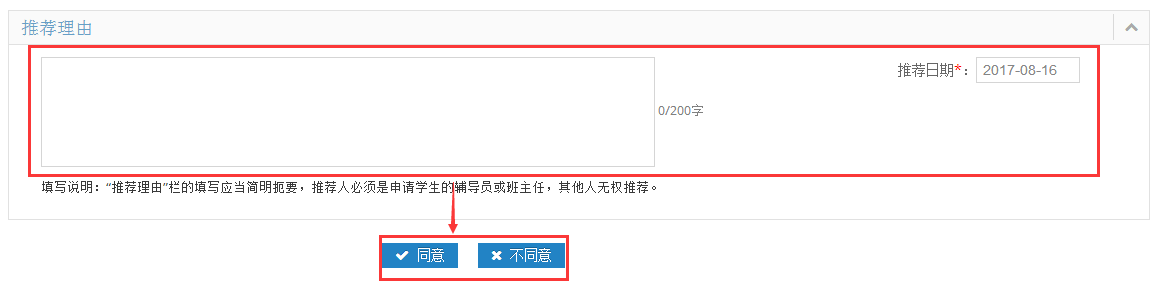 推荐理由
推荐日期*：2017-08-16
0/200字
填写说明：“推荐理由”栏的填写应当简明扼要，推荐人必须是申请学生的辅导员或班主任，其他人无权推荐。
同意 不同意